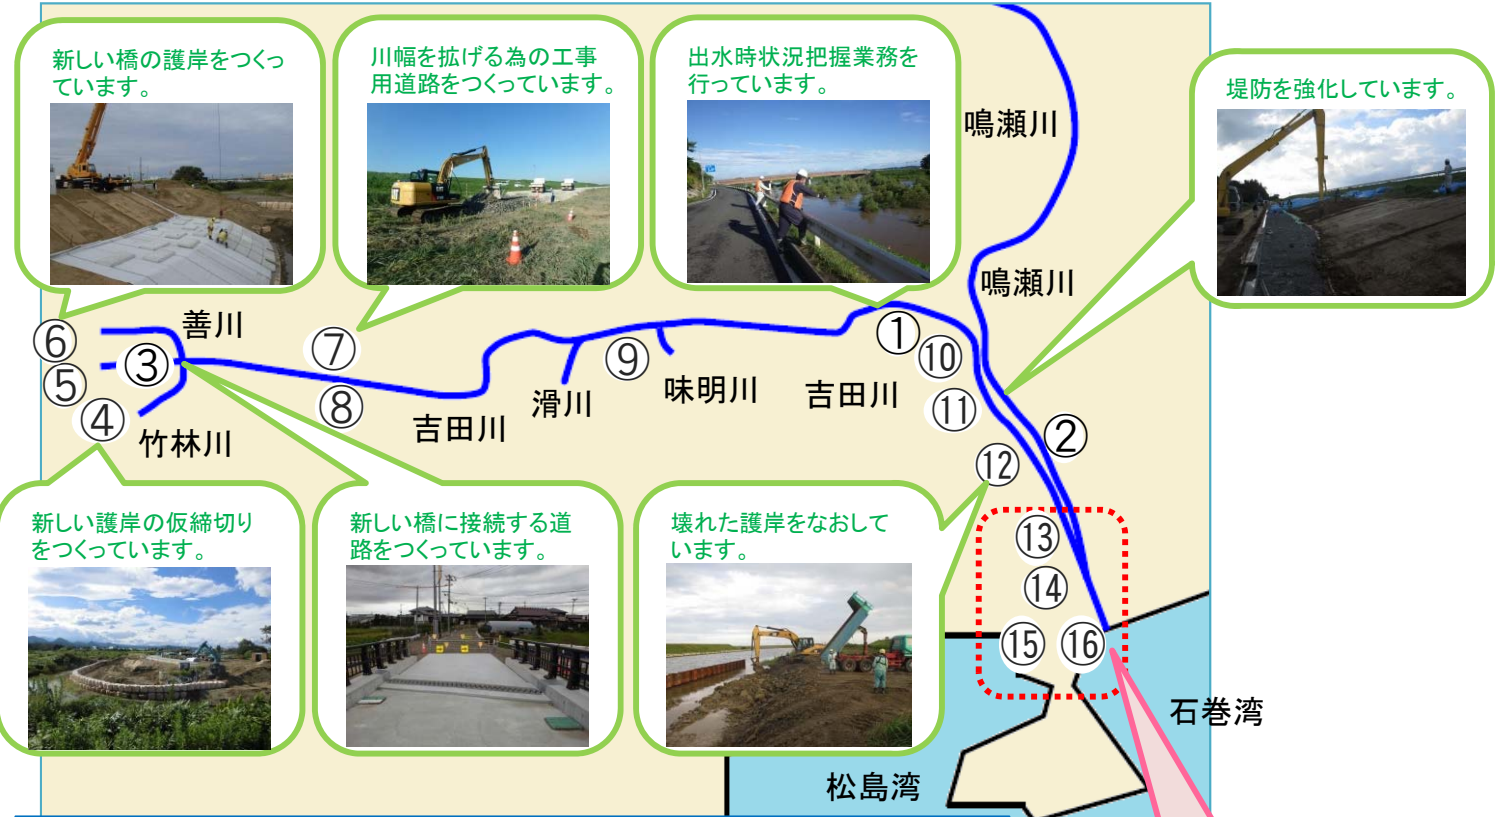 新しい橋の護岸をつくっ
ています。
川幅を拡げる為の工事
用道路をつくっています。
出水時状況把握業務を
行っています。
堤防を強化しています。
鳴瀬川
鳴瀬川
善川
⑥
③
⑤
④
竹林川
⑦
⑧
吉田川
滑川
⑨
味明川
吉田川
①
⑩
⑪
②
⑫
新しい護岸の仮締切り
をつくっています。
新しい橋に接続する道
路をつくっています。
壊れた護岸をなおして
います。
⑬
⑭
⑮
⑯
石巻湾
松島湾